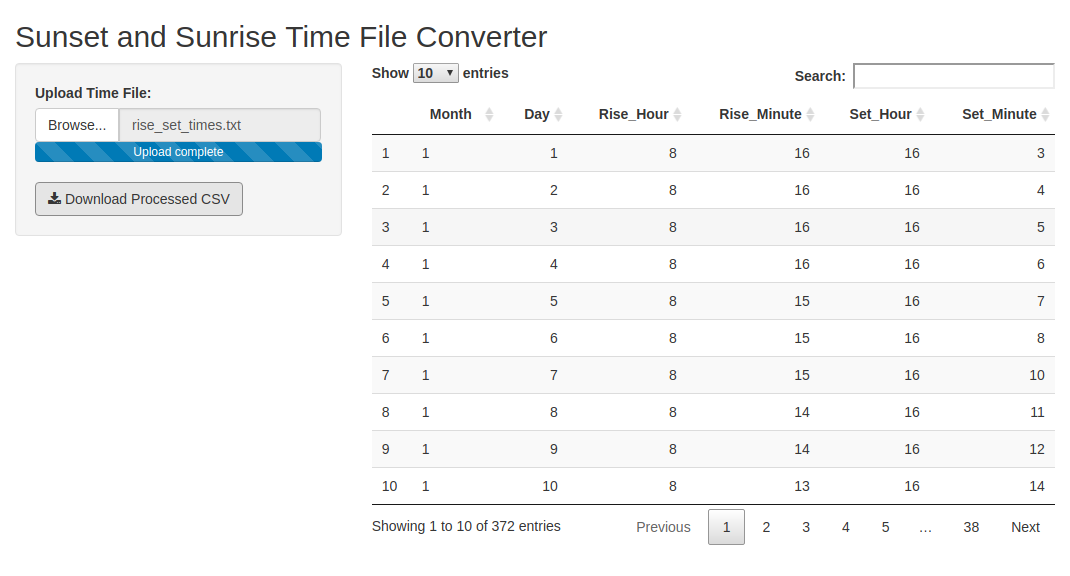 Sunset and Sunrise Time File Converter
Upload Time File:
Browse... rise_set_times.txt
Upload complete
Download Processed CSV
Show 10 entries
Search:
Month Day Rise_Hour Rise_Minute Set_Hour Set_Minute
1 1 1 8 16 16 3
2 1 2 8 16 16 4
3 1 3 8 16 16 5
4 1 4 8 16 16 6
5 1 5 8 15 16 7
6 1 6 8 15 16 8
7 1 7 8 15 16 10
8 1 8 8 14 16 11
9 1 9 8 14 16 12
10 1 10 8 13 16 14
Showing 1 to 10 of 372 entries
Previous 1 2 3 4 5 … 38 Next